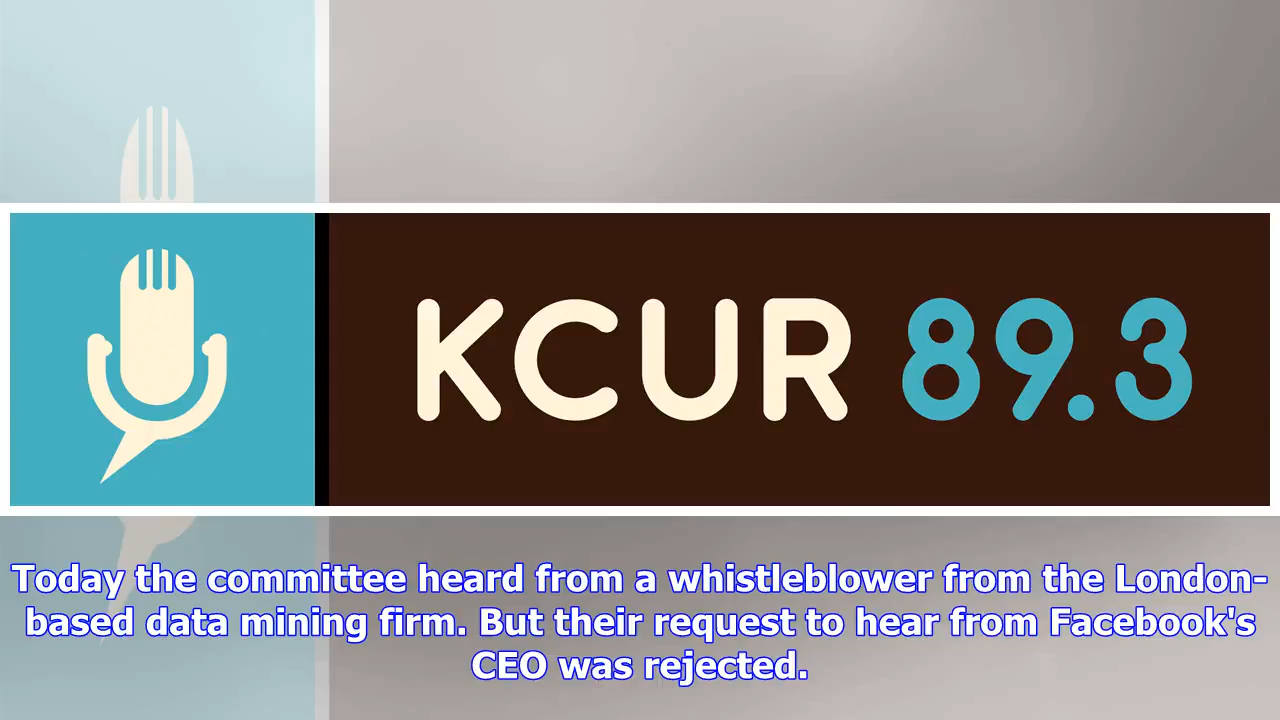 KCUR 89.3
Today the committee heard from a whistleblower from the London-
based data mining firm. But their request to hear from Facebook's
CEO was rejected.